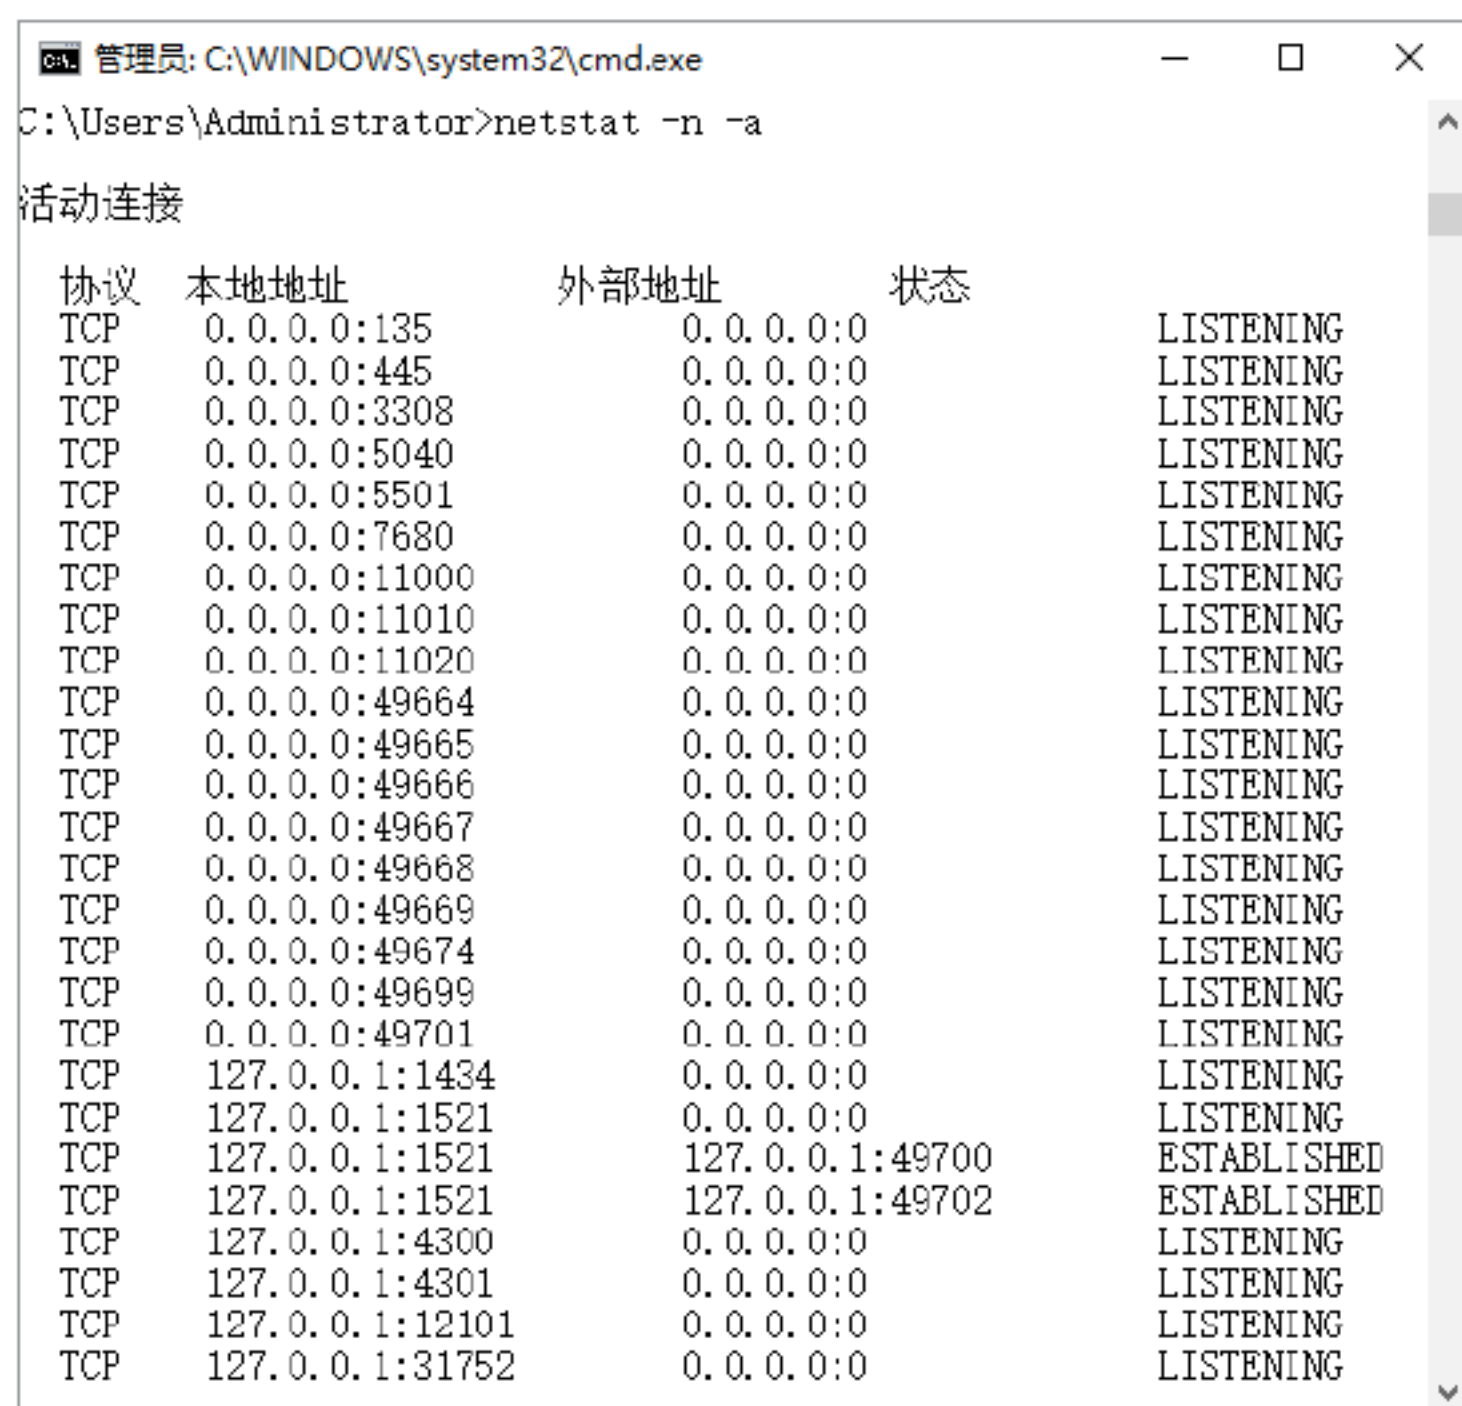 管理员: C:\WINDOWS\system32\cmd.exe
C:\Users\Administrator>netstat -n -a
活动连接
协议 本地地址 外部地址 状态
TCP 0.0.0.0:135 0.0.0.0:0 LISTENING
TCP 0.0.0.0:445 0.0.0.0:0 LISTENING
TCP 0.0.0.0:3308 0.0.0.0:0 LISTENING
TCP 0.0.0.0:5040 0.0.0.0:0 LISTENING
TCP 0.0.0.0:5501 0.0.0.0:0 LISTENING
TCP 0.0.0.0:7680 0.0.0.0:0 LISTENING
TCP 0.0.0.0:11000 0.0.0.0:0 LISTENING
TCP 0.0.0.0:11010 0.0.0.0:0 LISTENING
TCP 0.0.0.0:11020 0.0.0.0:0 LISTENING
TCP 0.0.0.0:49664 0.0.0.0:0 LISTENING
TCP 0.0.0.0:49665 0.0.0.0:0 LISTENING
TCP 0.0.0.0:49666 0.0.0.0:0 LISTENING
TCP 0.0.0.0:49667 0.0.0.0:0 LISTENING
TCP 0.0.0.0:49668 0.0.0.0:0 LISTENING
TCP 0.0.0.0:49669 0.0.0.0:0 LISTENING
TCP 0.0.0.0:49674 0.0.0.0:0 LISTENING
TCP 0.0.0.0:49699 0.0.0.0:0 LISTENING
TCP 0.0.0.0:49701 0.0.0.0:0 LISTENING
TCP 127.0.0.1:1434 0.0.0.0:0 LISTENING
TCP 127.0.0.1:1521 0.0.0.0:0 LISTENING
TCP 127.0.0.1:1521 127.0.0.1:49700 ESTABLISHED
TCP 127.0.0.1:1521 127.0.0.1:49702 ESTABLISHED
TCP 127.0.0.1:4300 0.0.0.0:0 LISTENING
TCP 127.0.0.1:4301 0.0.0.0:0 LISTENING
TCP 127.0.0.1:12101 0.0.0.0:0 LISTENING
TCP 127.0.0.1:31752 0.0.0.0:0 LISTENING